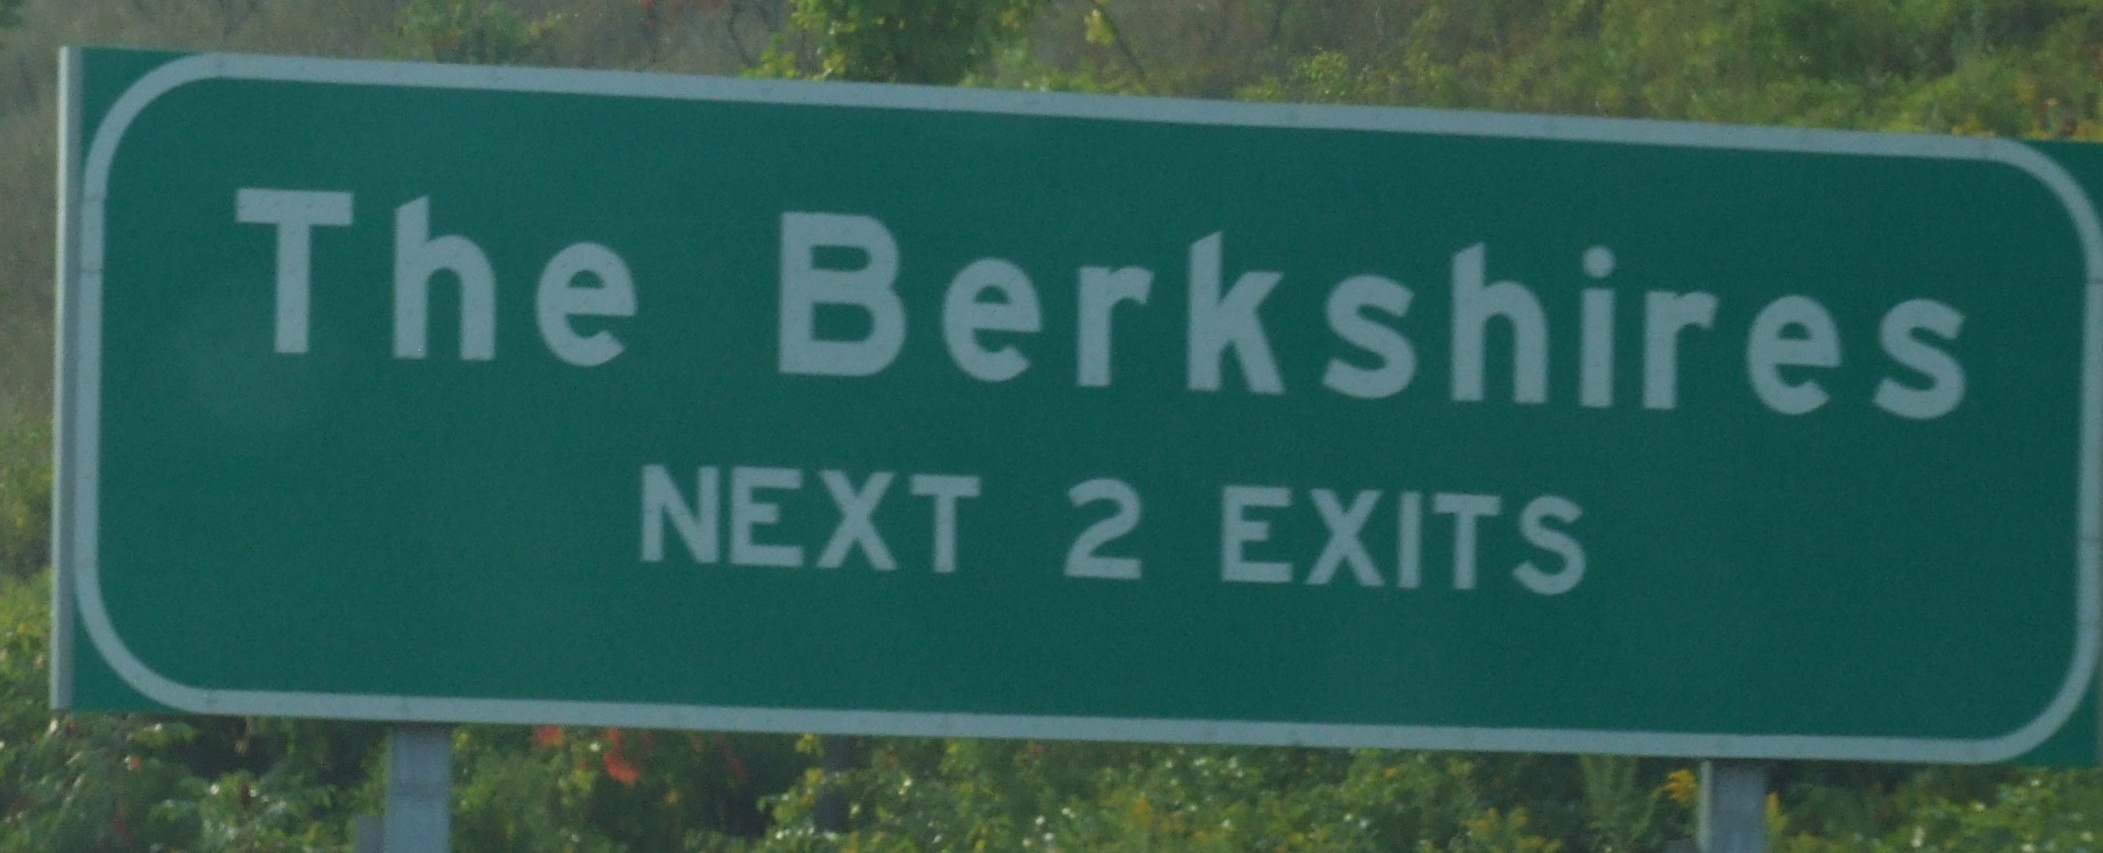 The Berkshires
NEXT 2 EXITS